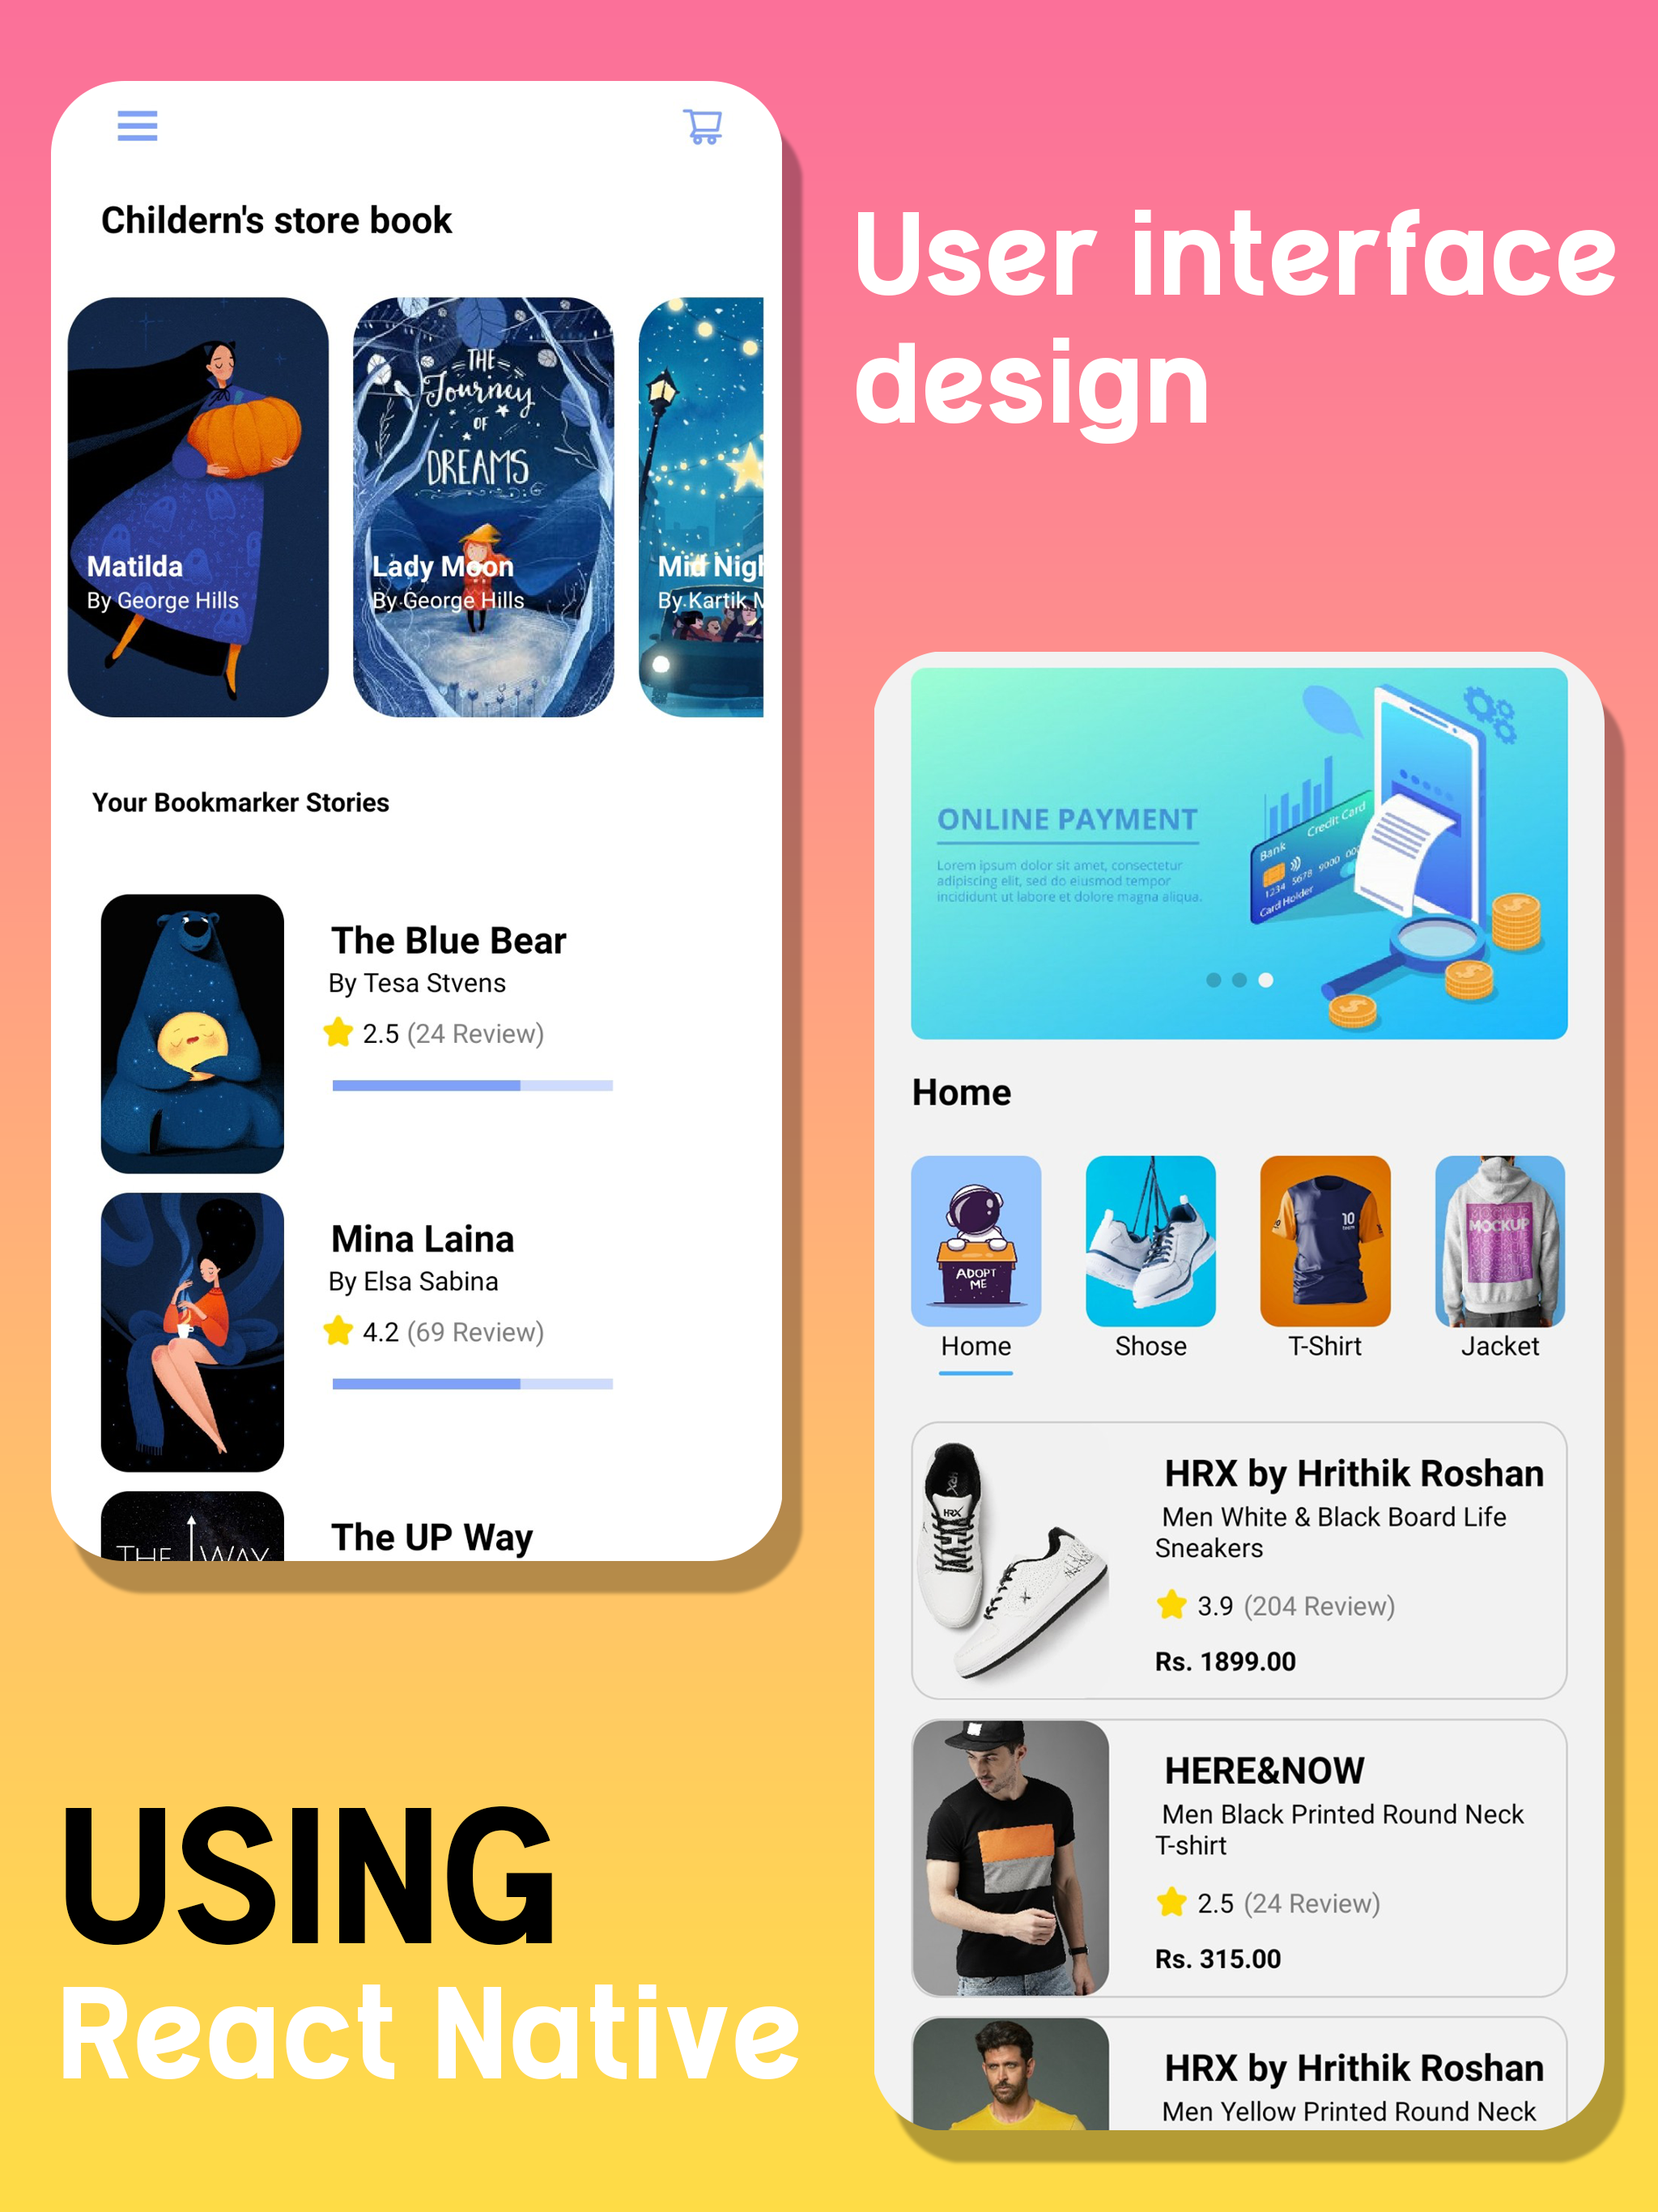 Childern's store book
User interface
design
THE
Journey
OF
DREAMS
Matilda
By George Hills
Lady Moon
By George Hills
Mid Nigh
By Kartik M
Your Bookmarker Stories
The Blue Bear
By Tesa Stvens
2.5 (24 Review)
Mina Laina
By Elsa Sabina
4.2 (69 Review)
THE WAY
The UP Way
ONLINE PAYMENT
Lorem ipsum dolor sit amet, consectetur
adipiscing elit, sed do eiusmod tempor
incididunt ut labore et dolore magna aliqua.
Credit Card
Bank
1234 5678 9000
Card Holder
Home
ADOPT
ME
10
MOCKUP
Home
Shose
T-Shirt
Jacket
HRX
HRX by Hrithik Roshan
Men White & Black Board Life
Sneakers
3.9 (204 Review)
Rs. 1899.00
HERE&NOW
Men Black Printed Round Neck
T-shirt
2.5 (24 Review)
Rs. 315.00
HRX by Hrithik Roshan
Men Yellow Printed Round Neck
USING
React Native